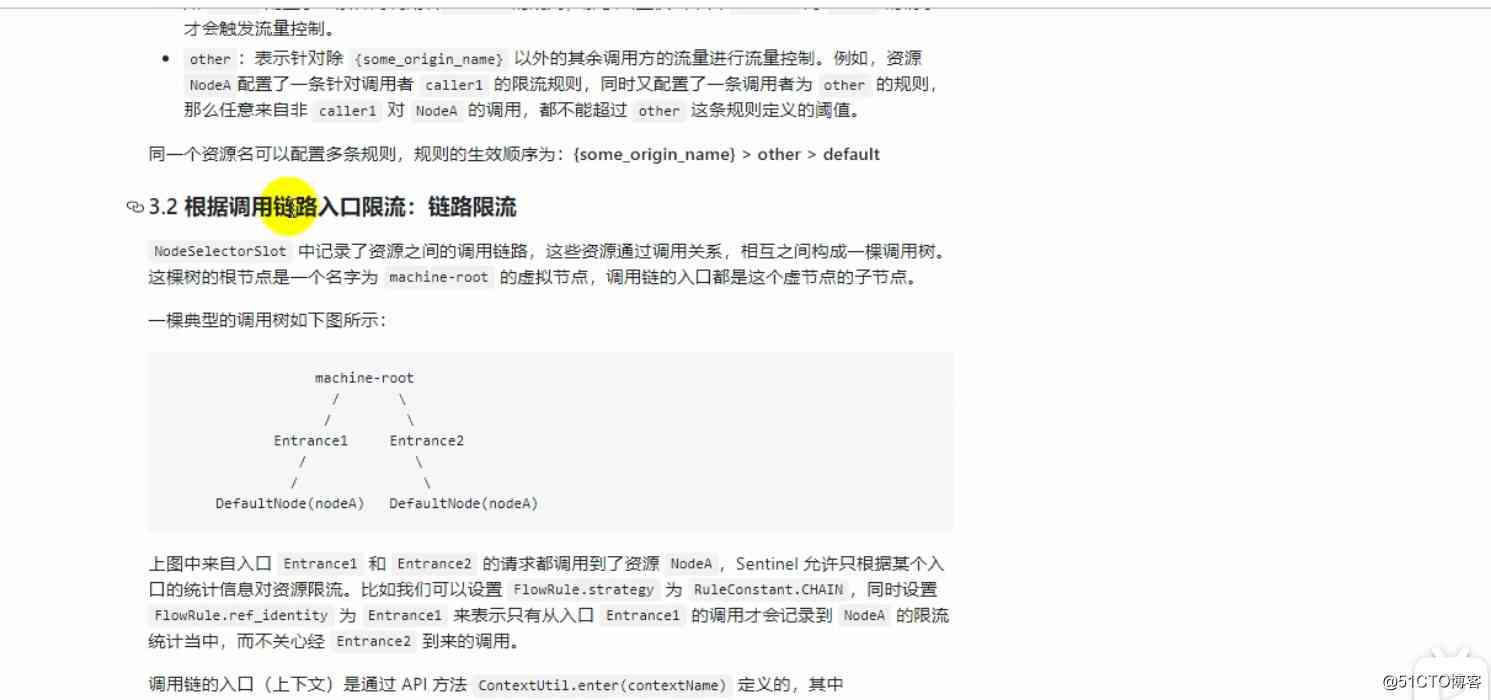 才会触发流量控制。
• other ：表示针对除 {some_origin_name} 以外的其余调用方的流量进行流量控制。例如，资源
NodeA 配置了一条针对调用者 caller1 的限流规则，同时又配置了一条调用者为 other 的规则，
那么任意来自非 caller1 对 NodeA 的调用，都不能超过 other 这条规则定义的阈值。
同一个资源名可以配置多条规则，规则的生效顺序为：{some_origin_name} > other > default
3.2 根据调用链路入口限流：链路限流
NodeSelectorSlot 中记录了资源之间的调用链路，这些资源通过调用关系，相互之间构成一棵调用树。
这棵树的根节点是一个名字为 machine-root 的虚拟节点，调用链的入口都是这个虚节点的子节点。
一棵典型的调用树如下图所示：
machine-root
/ \
/ \
Entrance1 Entrance2
/ \
/ \
DefaultNode(nodeA) DefaultNode(nodeA)
上图中来自入口 Entrance1 和 Entrance2 的请求都调用到了资源 NodeA ，Sentinel 允许只根据某个入
口的统计信息对资源限流。比如我们可以设置 FlowRule.strategy 为 RuleConstant.CHAIN ，同时设置
FlowRule.ref_identity 为 Entrance1 来表示只有从入口 Entrance1 的调用才会记录到 NodeA 的限流
统计当中，而不关心经 Entrance2 到来的调用。
调用链的入口（上下文）是通过 API 方法 ContextUtil.enter(contextName) 定义的，其中
@51CTO博客